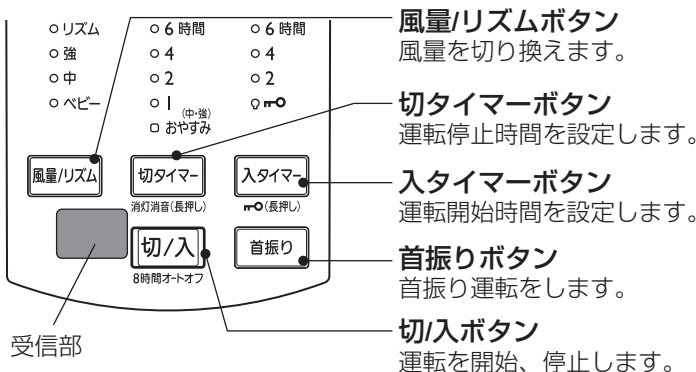 リズム
強
中
ベビー
6 時間
4
2
1
(中・強)
おやすみ
6 時間
4
2
風量/リズム
切タイマー
入タイマー
消灯消音(長押し)
(長押し)
切/入
首振り
8時間オートオフ
受信部
風量/リズムボタン
風量を切り換えます。
切タイマーボタン
運転停止時間を設定します。
入タイマーボタン
運転開始時間を設定します。
首振りボタン
首振り運転をします。
切/入ボタン
運転を開始、停止します。